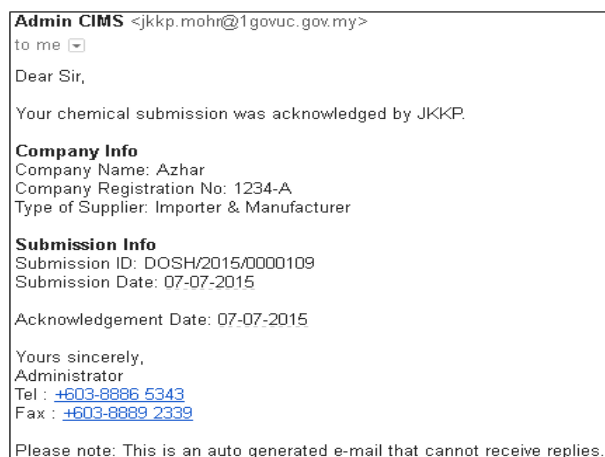 Admin CIMS <jkkp.mohr@1govuc.gov.my>
to me
Dear Sir,
Your chemical submission was acknowledged by JKKP.
Company Info
Company Name: Azhar
Company Registration No: 1234-A
Type of Supplier: Importer & Manufacturer
Submission Info
Submission ID: DOSH/2015/0000109
Submission Date: 07-07-2015
Acknowledgement Date: 07-07-2015
Yours sincerely,
Administrator
Tel : +603-8886 5343
Fax : +603-8889 2339
Please note: This is an auto generated e-mail that cannot receive replies.